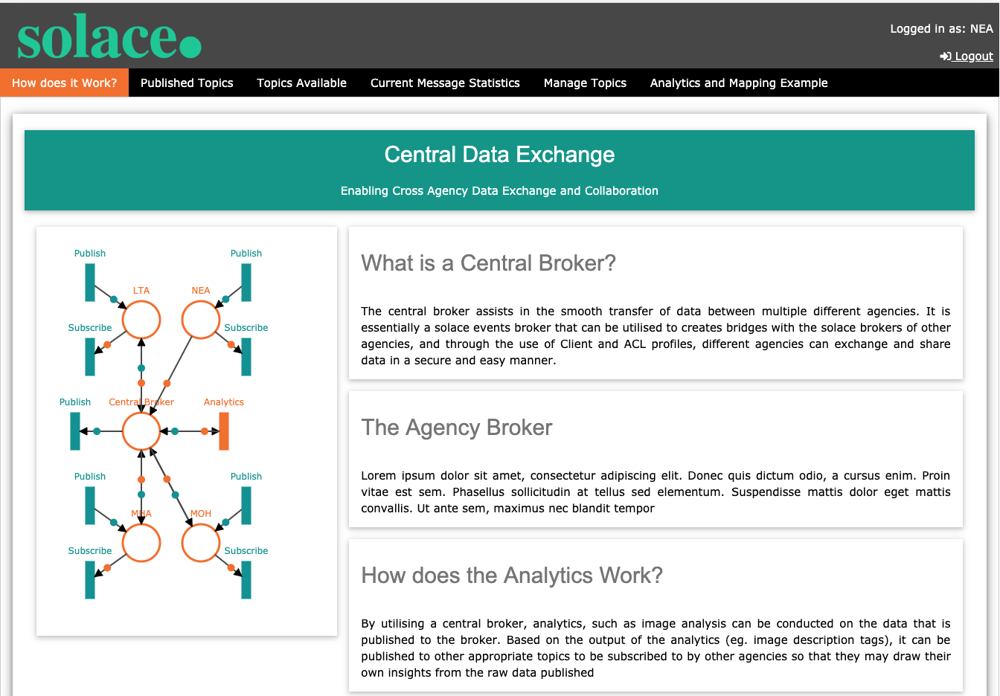 solace.
Logged in as: NEA
Logout
How does it Work? Published Topics Topics Available Current Message Statistics Manage Topics Analytics and Mapping Example
Central Data Exchange
Enabling Cross Agency Data Exchange and Collaboration
Publish Publish
LTA NEA
Subscribe Subscribe
Publish Central Broker Analytics
Publish Publish
MHA MOH
Subscribe Subscribe
What is a Central Broker?
The central broker assists in the smooth transfer of data between multiple different agencies. It is
essentially a solace events broker that can be utilised to creates bridges with the solace brokers of other
agencies, and through the use of Client and ACL profiles, different agencies can exchange and share
data in a secure and easy manner.
The Agency Broker
Lorem ipsum dolor sit amet, consectetur adipiscing elit. Donec quis dictum odio, a cursus enim. Proin
vitae est sem. Phasellus sollicitudin at tellus sed elementum. Suspendisse mattis dolor eget mattis
convallis. Ut ante sem, maximus nec blandit tempor
How does the Analytics Work?
By utilising a central broker, analytics, such as image analysis can be conducted on the data that is
published to the broker. Based on the output of the analytics (eg. image description tags), it can be
published to other appropriate topics to be subscribed to by other agencies so that they may draw their
own insights from the raw data published